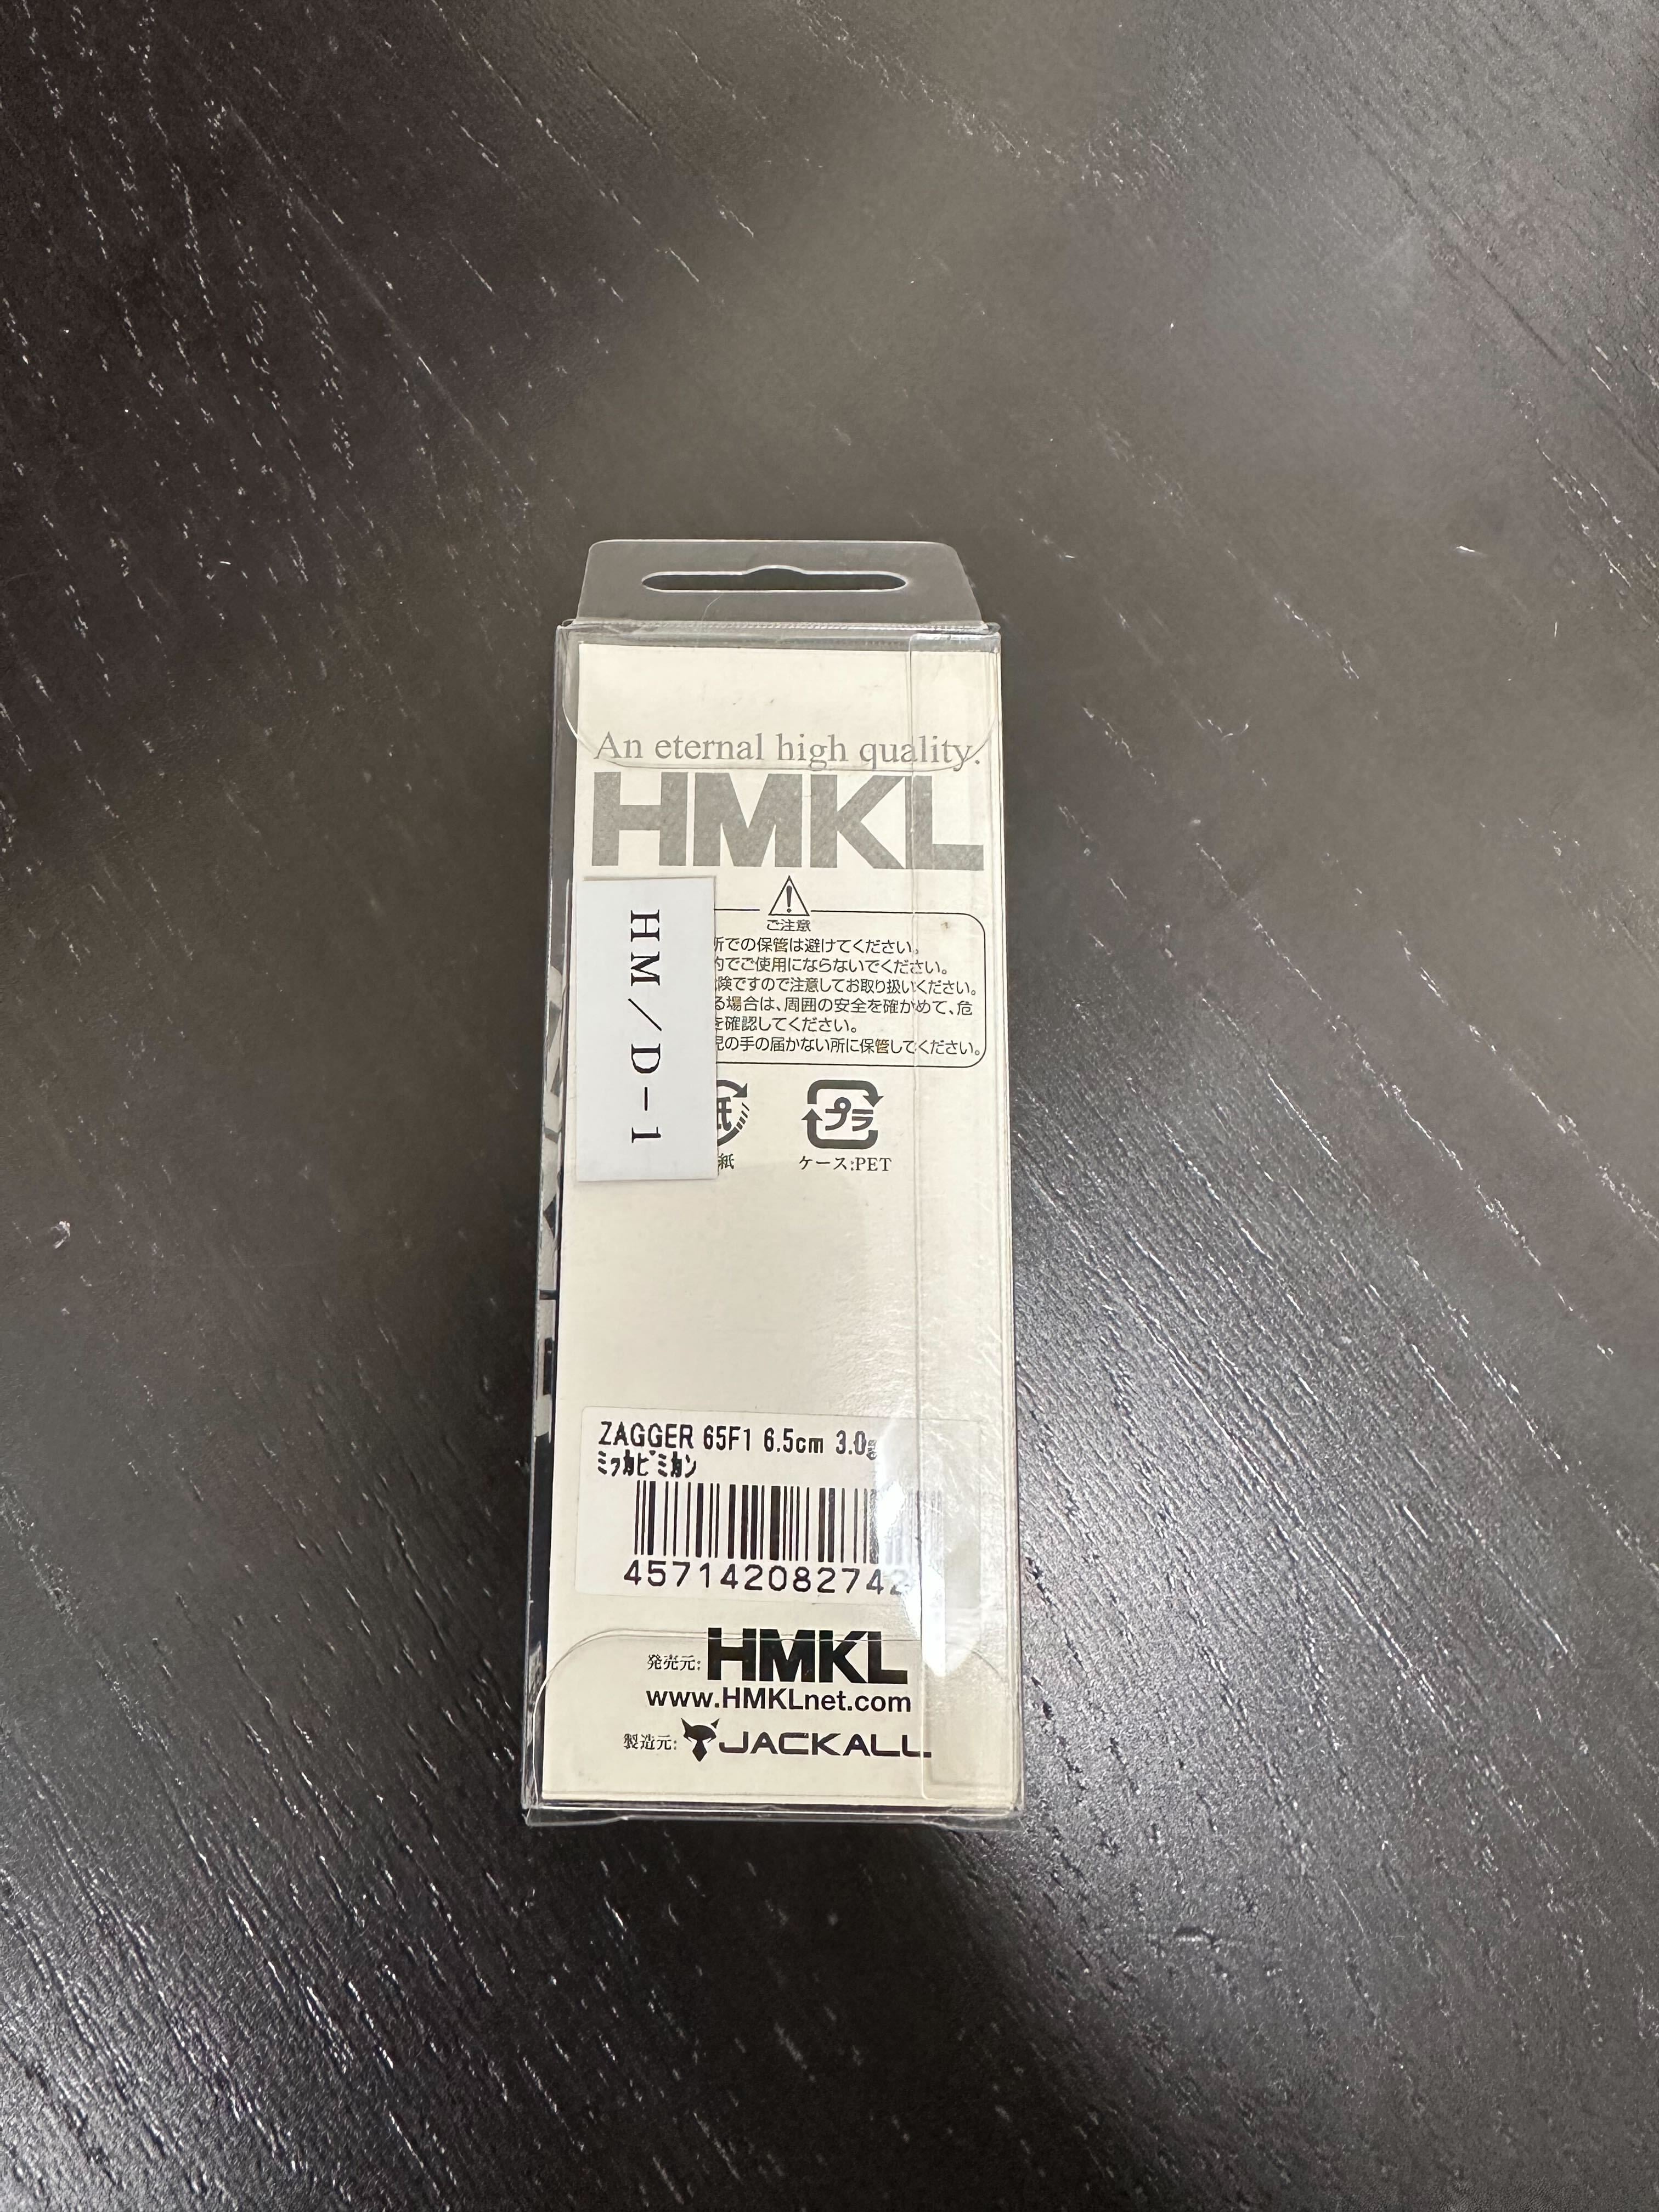 An eternal high quality.
HMKL
HM/D-1
ご注意
所での保管は避けてください。
でご使用にならないでください。
険ですので注意してお取り扱いください。
る場合は、周囲の安全を確かめて、危
を確認してください。
児の手の届かない所に保管してください。
紙
プラ
紙
ケース:PET
ZAGGER 65F1 6.5cm 3.0g
ミッカビミカン
457142082742
発売元: HMKL
www.HMKLnet.com
製造元: JACKALL